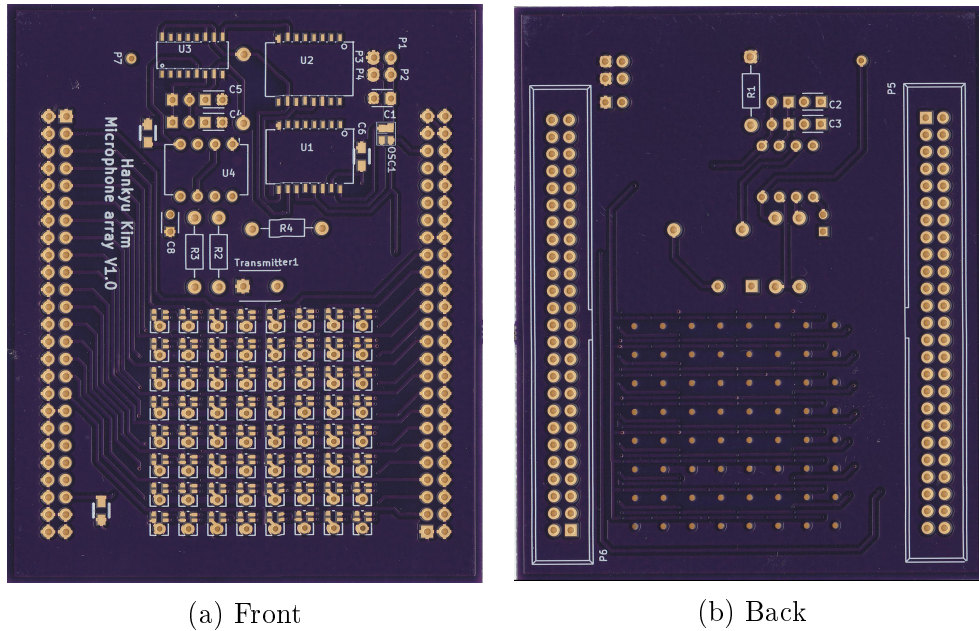 U3
P7
U2
P3
P4
P1
P2
C5
C4
C1
U1
C6
OSC1
U4
Hankyu Kim
Microphone array V1.0
C8
R3
R2
R4
Transmitter1
R1
C2
C3
P5
P6
(a) Front
(b) Back